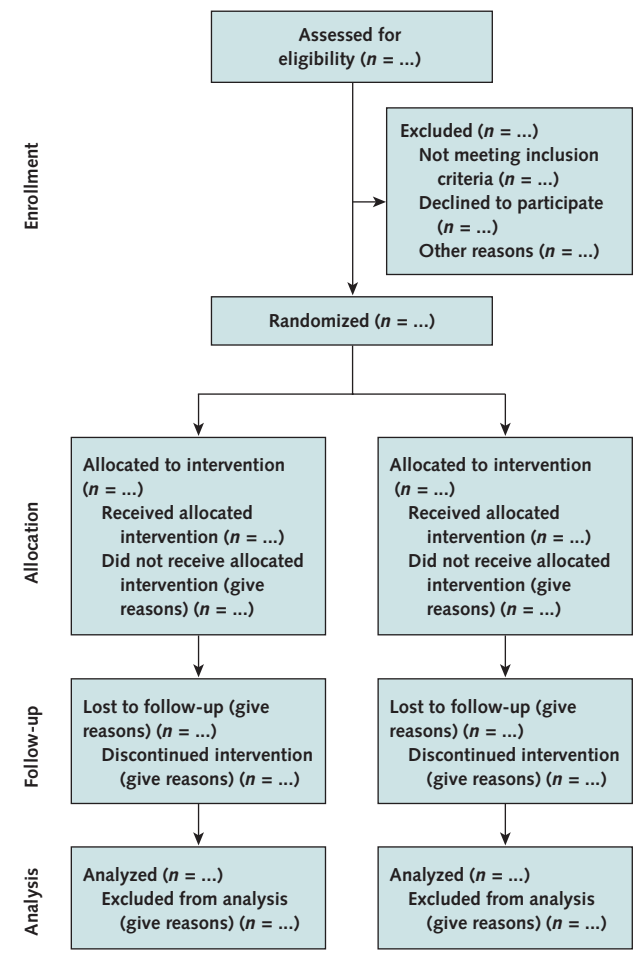 Assessed for
eligibility (n = ...)
Enrollment
Excluded (n = ...)
Not meeting inclusion
criteria (n = ...)
Declined to participate
(n = ...)
Other reasons (n = ...)
Randomized (n = ...)
Allocation
Allocated to intervention
(n = ...)
Received allocated
intervention (n = ...)
Did not receive allocated
intervention (give
reasons) (n = ...)
Allocated to intervention
(n = ...)
Received allocated
intervention (n = ...)
Did not receive allocated
intervention (give
reasons) (n = ...)
Follow-up
Lost to follow-up (give
reasons) (n = ...)
Discontinued intervention
(give reasons) (n = ...)
Lost to follow-up (give
reasons) (n = ...)
Discontinued intervention
(give reasons) (n = ...)
Analysis
Analyzed (n = ...)
Excluded from analysis
(give reasons) (n = ...)
Analyzed (n = ...)
Excluded from analysis
(give reasons) (n = ...)